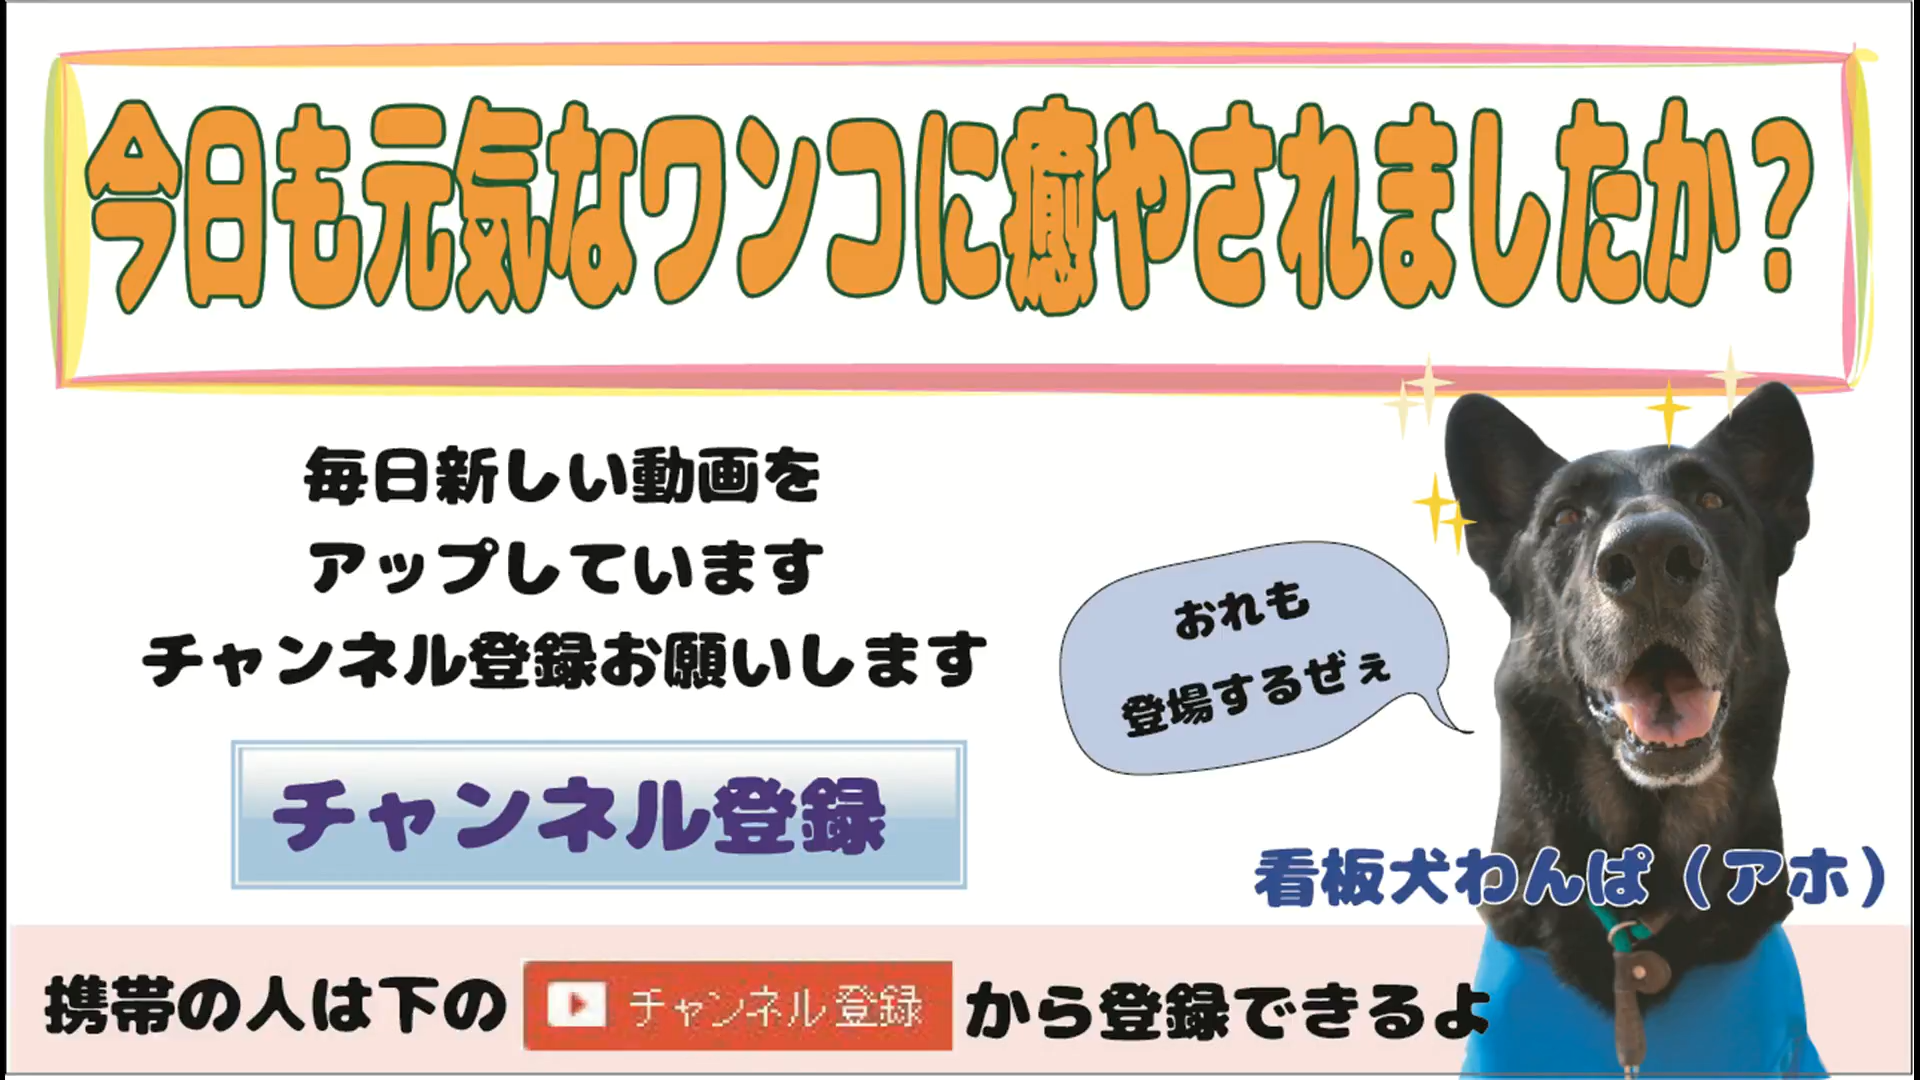 今日も元気なワンコに癒やされましたか？
毎日新しい動画を
アップしています
チャンネル登録お願いします
チャンネル登録
おれも
登場するぜぇ
看板犬わんぱ（アホ）
携帯の人は下の チャンネル登録 から登録できるよ